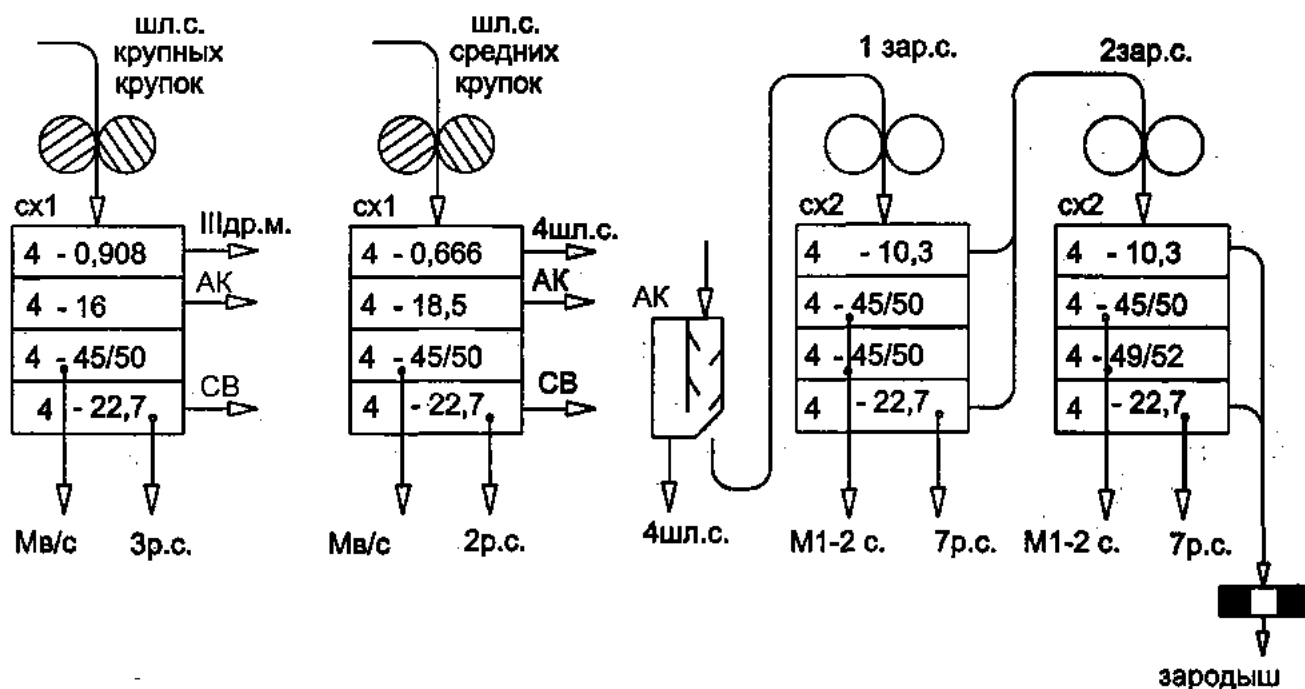 шл.с.
крупных
крупок
сх1
4 - 0,908
4 - 16
4 - 45/50
4 - 22,7
IIIдр.м.
АК
СВ
Мв/с
3р.с.
шл.с.
средних
крупок
сх1
4 - 0,666
4 - 18,5
4 - 45/50
4 - 22,7
4шл.с.
АК
СВ
Мв/с
2р.с.
АК
4шл.с.
1 зар.с.
сх2
4 - 10,3
4 - 45/50
4 - 45/50
4 - 22,7
М1-2 с.
7р.с.
2зар.с.
сх2
4 - 10,3
4 - 45/50
4 - 49/52
4 - 22,7
М1-2 с.
7р.с.
зародыш